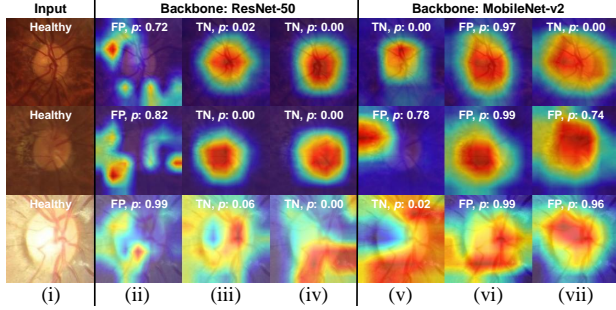 Input Backbone: ResNet-50 Backbone: MobileNet-v2
Healthy FP, p: 0.72 TN, p: 0.02 TN, p: 0.00 TN, p: 0.00 FP, p: 0.97 TN, p: 0.00
Healthy FP, p: 0.82 TN, p: 0.00 TN, p: 0.00 FP, p: 0.78 FP, p: 0.99 FP, p: 0.74
Healthy FP, p: 0.99 TN, p: 0.06 TN, p: 0.00 TN, p: 0.02 FP, p: 0.99 FP, p: 0.96
(i) (ii) (iii) (iv) (v) (vi) (vii)